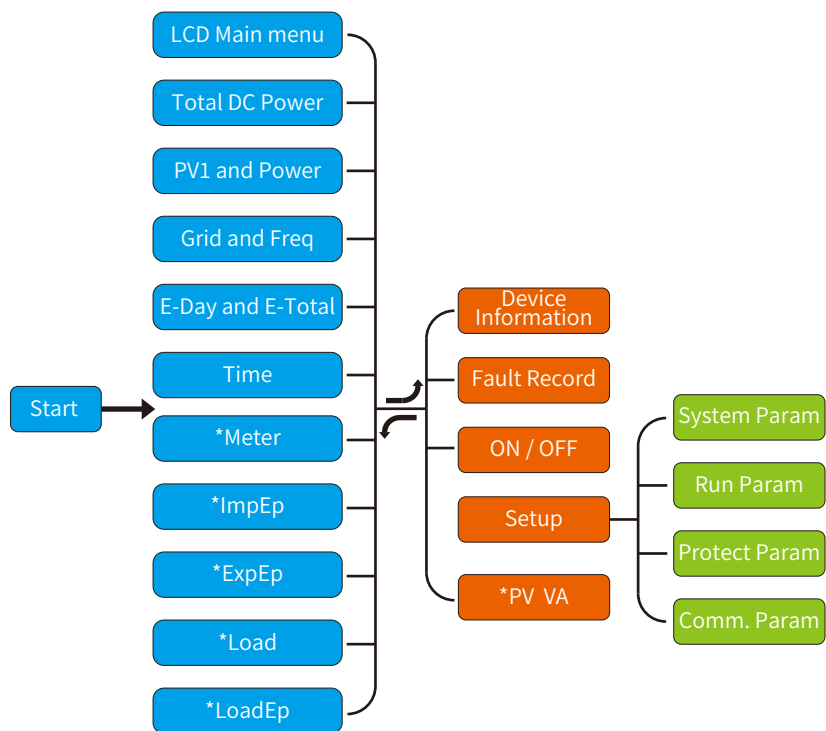 Start
LCD Main menu
Total DC Power
PV1 and Power
Grid and Freq
E-Day and E-Total
Time
*Meter
*ImpEp
*ExpEp
*Load
*LoadEp
Device
Information
Fault Record
ON / OFF
Setup
*PV VA
System Param
Run Param
Protect Param
Comm. Param